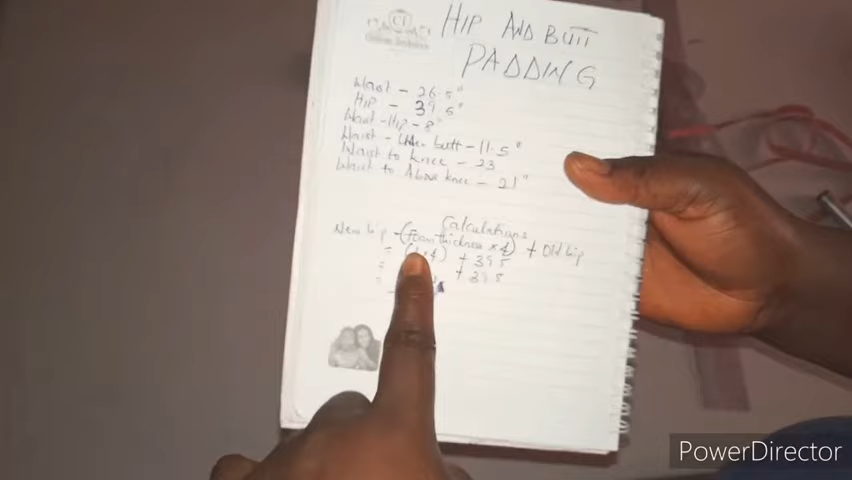 CI
HIP AND BUTT
PADDING
Waist - 26.5"
HIP - 39.5"
Waist - Hip - 8"
Waist - Under butt - 11.5"
Waist to knee - 23
Waist to Above knee - 21"
Calculations
New hip - (foam thickness x 4) + Old hip
= x 4) + 39.5
= + 39.5
=
PowerDirector